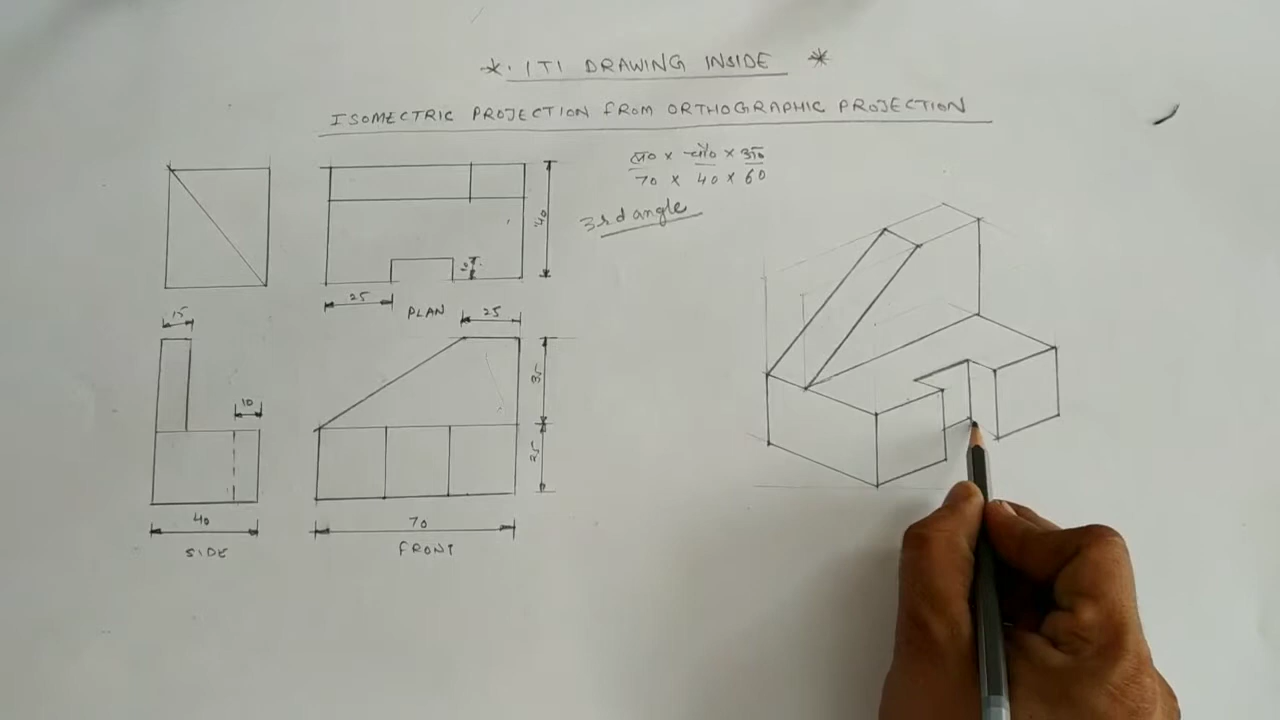 *. ITI DRAWING INSIDE *
ISOMECTRIC PROJECTION FROM ORTHOGRAPHIC PROJECTION
70 x 40 x 60
3rd angle
40
25
PLAN
25
15
10
35
25
40
70
SIDE
FRONT